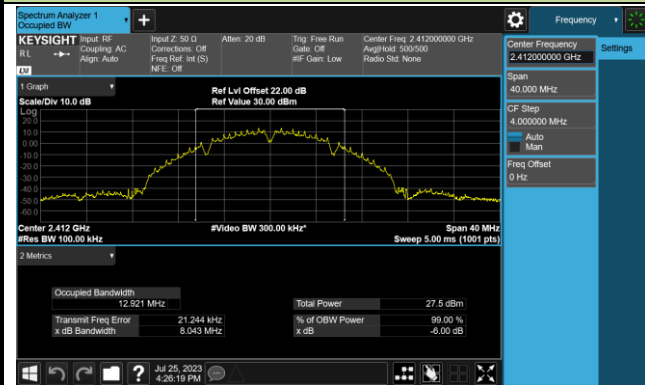 Spectrum Analyzer 1
Occupied BW
Frequency
KEYSIGHT
RL
LXI
Input: RF
Coupling: AC
Align: Auto
Input Z: 50 Ω
Corrections: Off
Freq Ref: Int (S)
NFE: Off
Atten: 20 dB
Trig: Free Run
Gate: Off
#IF Gain: Low
Center Freq: 2.412000000 GHz
Avg|Hold: 500/500
Radio Std: None
Center Frequency
2.412000000 GHz
Settings
Span
40.000 MHz
CF Step
4.000000 MHz
Auto
Man
Freq Offset
0 Hz
1 Graph
Scale/Div 10.0 dB
Ref Lvl Offset 22.00 dB
Ref Value 30.00 dBm
Log
20.0
10.0
0.00
-10.0
-20.0
-30.0
-40.0
-50.0
-60.0
Center 2.412 GHz
#Res BW 100.00 kHz
#Video BW 300.00 kHz*
Span 40 MHz
Sweep 5.00 ms (1001 pts)
2 Metrics
Occupied Bandwidth
12.921 MHz
Total Power 27.5 dBm
Transmit Freq Error 21.244 kHz % of OBW Power 99.00 %
x dB Bandwidth 8.043 MHz x dB -6.00 dB
Jul 25, 2023
4:26:19 PM